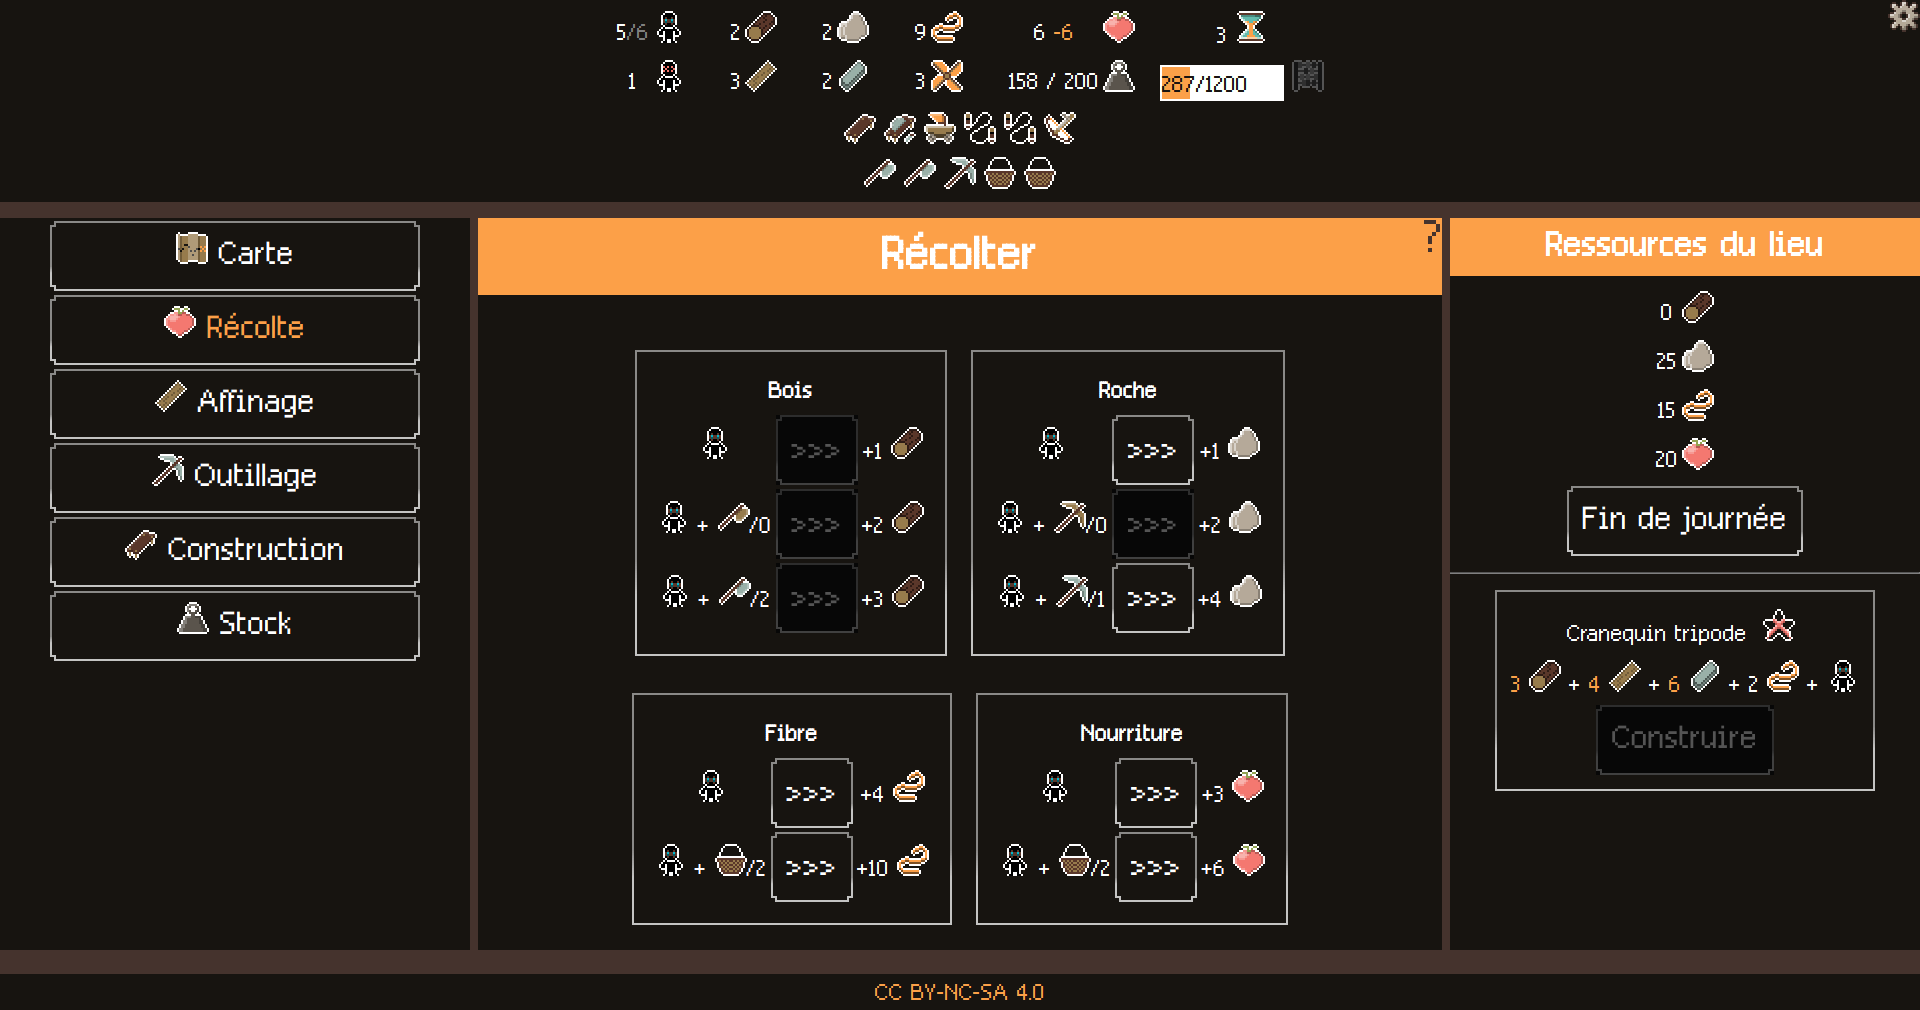 5/6 2 2 9 6 -6 3
1 3 2 3 158 / 200 287/1200
Carte
Récolte
Affinage
Outillage
Construction
Stock
Récolter ?
Bois
>>> +1
+ /0 >>> +2
+ /2 >>> +3
Roche
>>> +1
+ /0 >>> +2
+ /1 >>> +4
Fibre
>>> +4
+ /2 >>> +10
Nourriture
>>> +3
+ /2 >>> +6
Ressources du lieu
0
25
15
20
Fin de journée
Cranequin tripode
3 + 4 + 6 + 2 +
Construire
CC BY-NC-SA 4.0